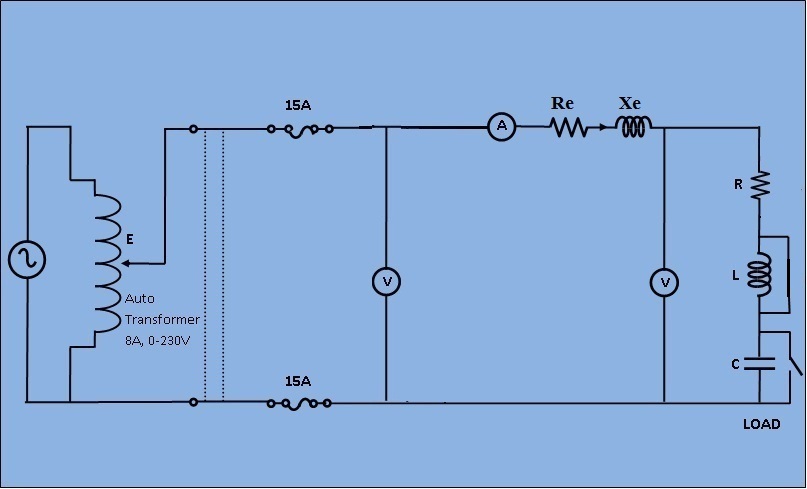 15A
A
Re
Xe
R
E
V
V
L
Auto
Transformer
8A, 0-230V
C
15A
LOAD